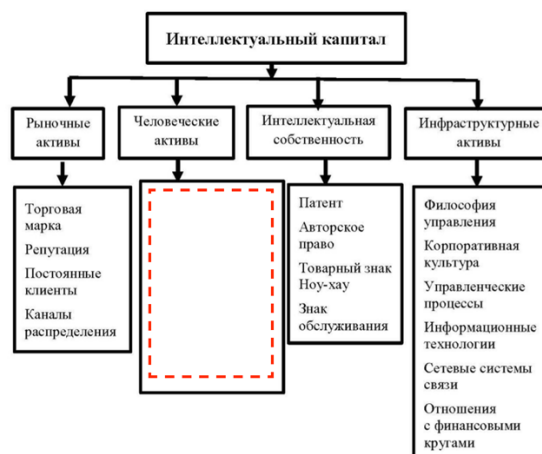 Интеллектуальный капитал
Рыночные
активы
Человеческие
активы
Интеллектуальная
собственность
Инфраструктурные
активы
Торговая
марка
Репутация
Постоянные
клиенты
Каналы
распределения
Патент
Авторское
право
Товарный знак
Ноу-хау
Знак
обслуживания
Философия
управления
Корпоративная
культура
Управленческие
процессы
Информационные
технологии
Сетевые системы
связи
Отношения
с финансовыми
кругами